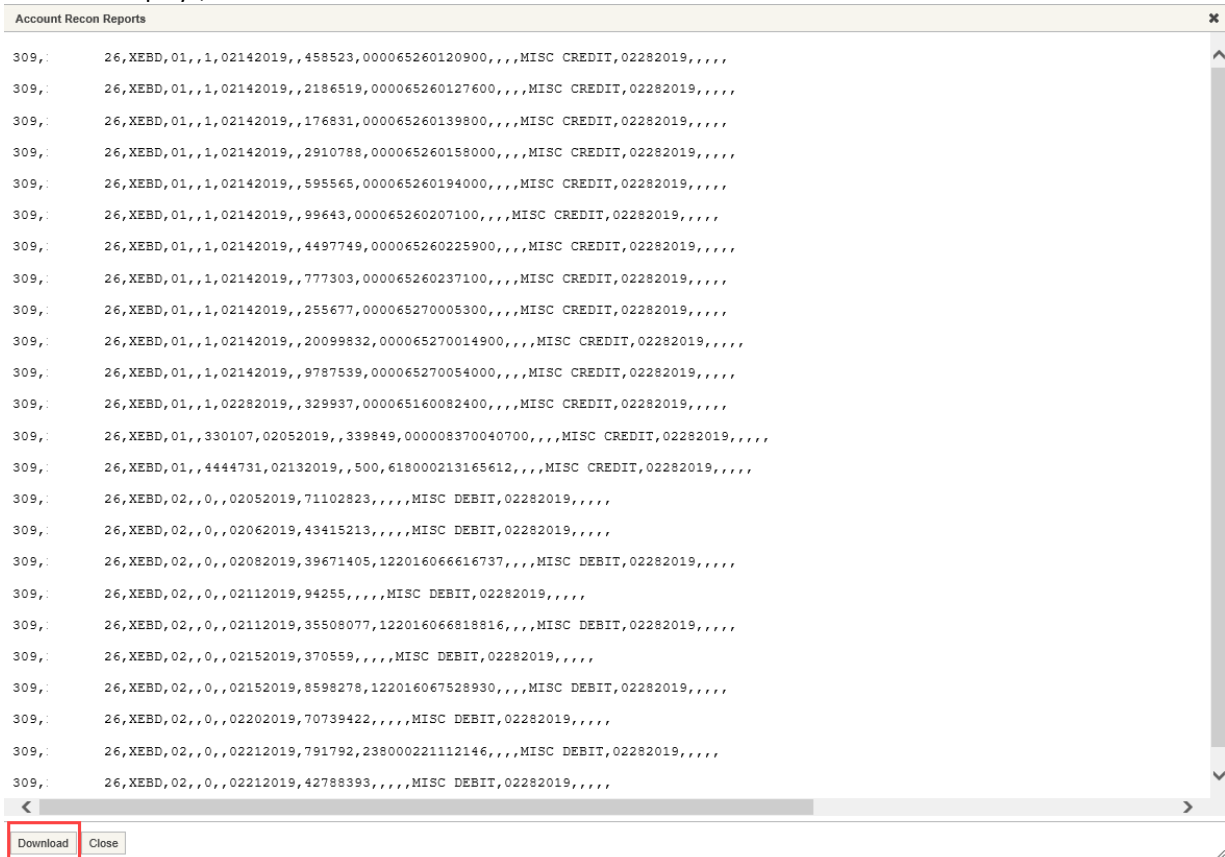 Account Recon Reports
309, 26,XEBD,01,,1,02142019,,458523,000065260120900,,,,MISC CREDIT,02282019,,,,,
309, 26,XEBD,01,,1,02142019,,2186519,000065260127600,,,,MISC CREDIT,02282019,,,,,
309, 26,XEBD,01,,1,02142019,,176831,000065260139800,,,,MISC CREDIT,02282019,,,,,
309, 26,XEBD,01,,1,02142019,,2910788,000065260158000,,,,MISC CREDIT,02282019,,,,,
309, 26,XEBD,01,,1,02142019,,595565,000065260194000,,,,MISC CREDIT,02282019,,,,,
309, 26,XEBD,01,,1,02142019,,99643,000065260207100,,,,MISC CREDIT,02282019,,,,,
309, 26,XEBD,01,,1,02142019,,4497749,000065260225900,,,,MISC CREDIT,02282019,,,,,
309, 26,XEBD,01,,1,02142019,,777303,000065260237100,,,,MISC CREDIT,02282019,,,,,
309, 26,XEBD,01,,1,02142019,,255677,000065270005300,,,,MISC CREDIT,02282019,,,,,
309, 26,XEBD,01,,1,02142019,,20099832,000065270014900,,,,MISC CREDIT,02282019,,,,,
309, 26,XEBD,01,,1,02142019,,9787539,000065270054000,,,,MISC CREDIT,02282019,,,,,
309, 26,XEBD,01,,1,02282019,,329937,000065160082400,,,,MISC CREDIT,02282019,,,,,
309, 26,XEBD,01,,330107,02052019,,339849,000008370040700,,,,MISC CREDIT,02282019,,,,,
309, 26,XEBD,01,,4444731,02132019,,500,618000213165612,,,,MISC CREDIT,02282019,,,,,
309, 26,XEBD,02,,0,,02052019,71102823,,,,,MISC DEBIT,02282019,,,,,
309, 26,XEBD,02,,0,,02062019,43415213,,,,,MISC DEBIT,02282019,,,,,
309, 26,XEBD,02,,0,,02082019,39671405,122016066616737,,,,MISC DEBIT,02282019,,,,,
309, 26,XEBD,02,,0,,02112019,94255,,,,,MISC DEBIT,02282019,,,,,
309, 26,XEBD,02,,0,,02112019,35508077,122016066818816,,,,MISC DEBIT,02282019,,,,,
309, 26,XEBD,02,,0,,02152019,370559,,,,,MISC DEBIT,02282019,,,,,
309, 26,XEBD,02,,0,,02152019,8598278,122016067528930,,,,MISC DEBIT,02282019,,,,,
309, 26,XEBD,02,,0,,02202019,70739422,,,,,MISC DEBIT,02282019,,,,,
309, 26,XEBD,02,,0,,02212019,791792,238000221112146,,,,MISC DEBIT,02282019,,,,,
309, 26,XEBD,02,,0,,02212019,42788393,,,,,MISC DEBIT,02282019,,,,,
Download Close